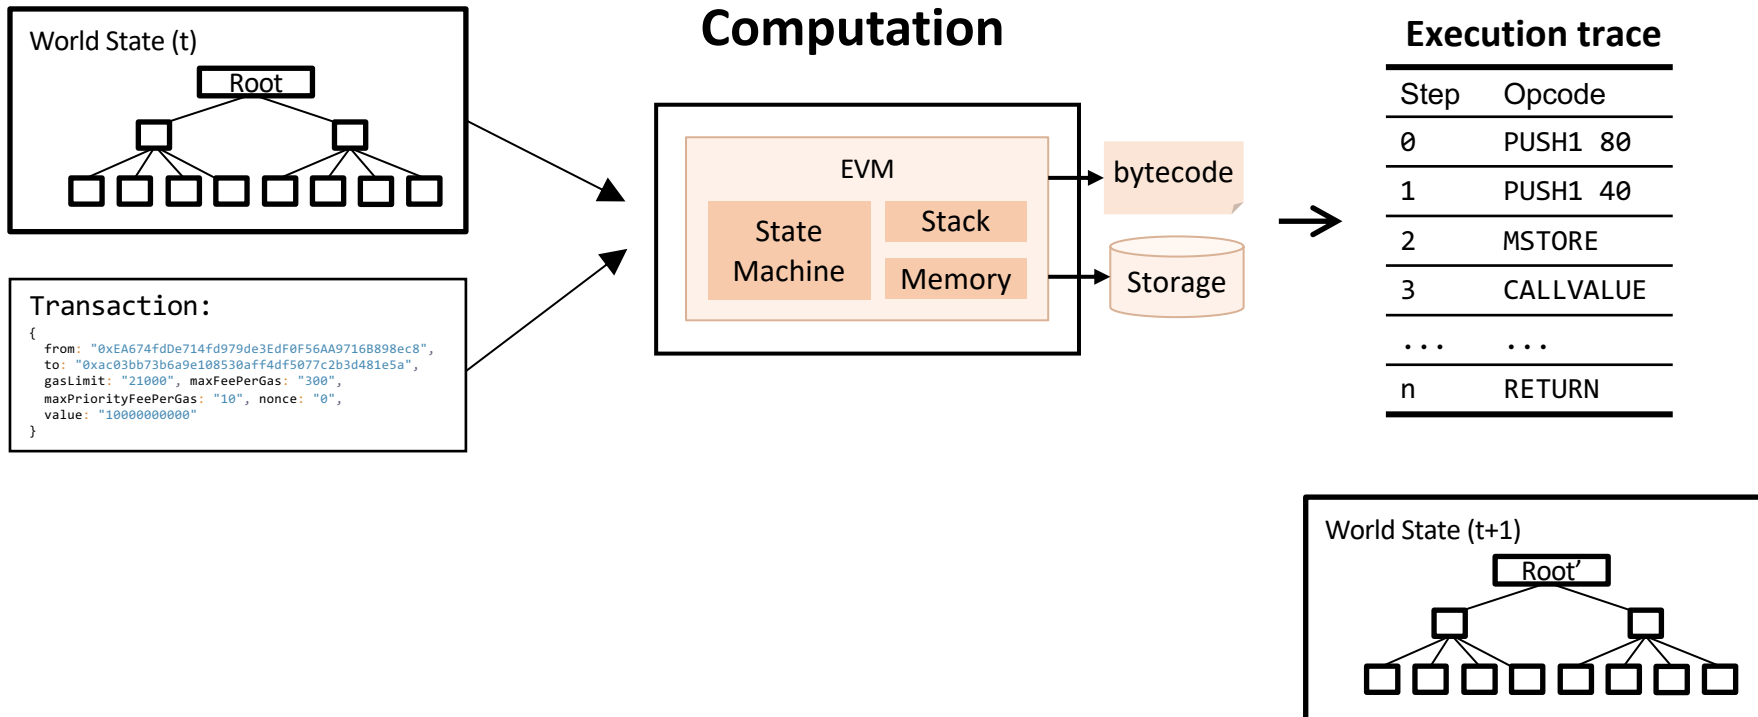 World State (t)
Root
Transaction:
{
from: "0xEA674fdDe714fd979de3EdF0F56AA9716B898ec8",
to: "0xac03bb73b6a9e108530aff4df5077c2b3d481e5a",
gasLimit: "21000", maxFeePerGas: "300",
maxPriorityFeePerGas: "10", nonce: "0",
value: "10000000000"
}
Computation
EVM
State
Machine
Stack
Memory
bytecode
Storage
Execution trace
Step Opcode
0 PUSH1 80
1 PUSH1 40
2 MSTORE
3 CALLVALUE
... ...
n RETURN
World State (t+1)
Root’